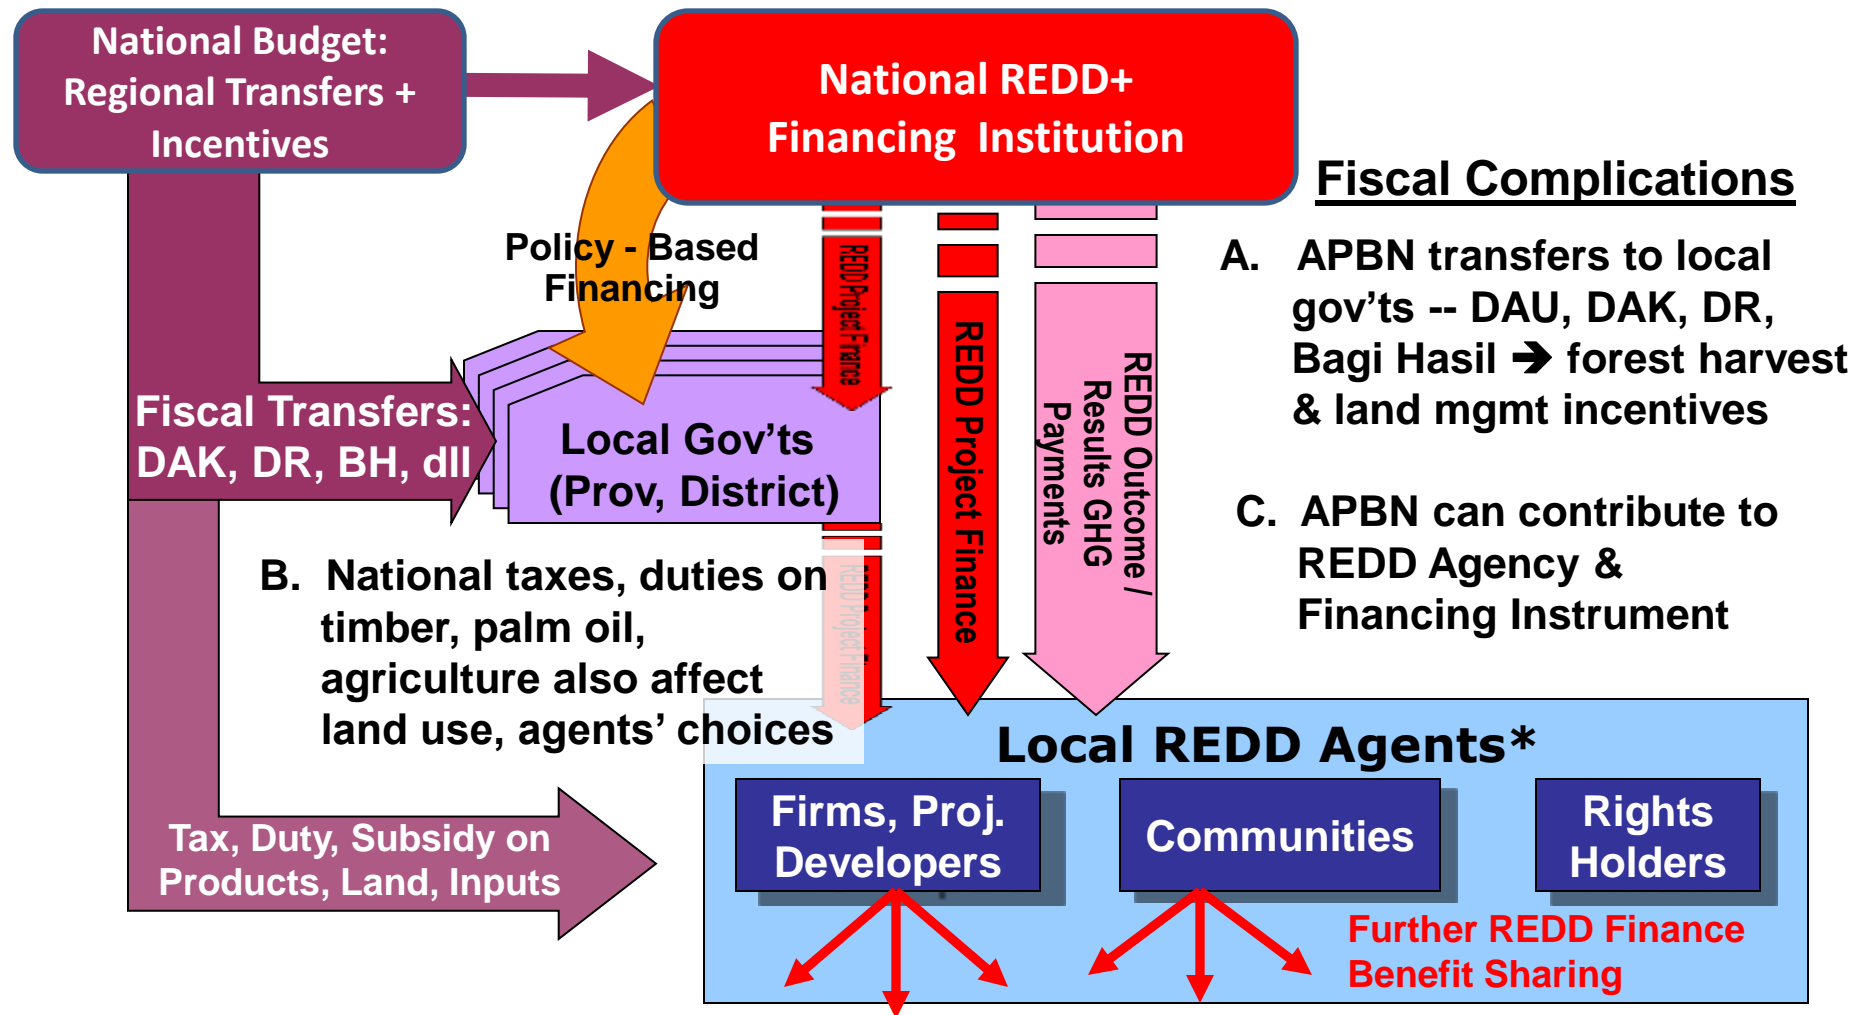 National Budget:
Regional Transfers +
Incentives
National REDD+
Financing Institution
Policy - Based
Financing
REDD Project Finance
REDD Project Finance
REDD Outcome /
Results GHG
Payments
Fiscal Complications
A. APBN transfers to local
gov'ts -- DAU, DAK, DR,
Bagi Hasil ➔ forest harvest
& land mgmt incentives
C. APBN can contribute to
REDD Agency &
Financing Instrument
Fiscal Transfers:
DAK, DR, BH, dll
Local Gov'ts
(Prov, District)
B. National taxes, duties on
timber, palm oil,
agriculture also affect
land use, agents' choices
REDD Project Finance
Tax, Duty, Subsidy on
Products, Land, Inputs
Local REDD Agents*
Firms, Proj.
Developers
Communities
Rights
Holders
Further REDD Finance
Benefit Sharing